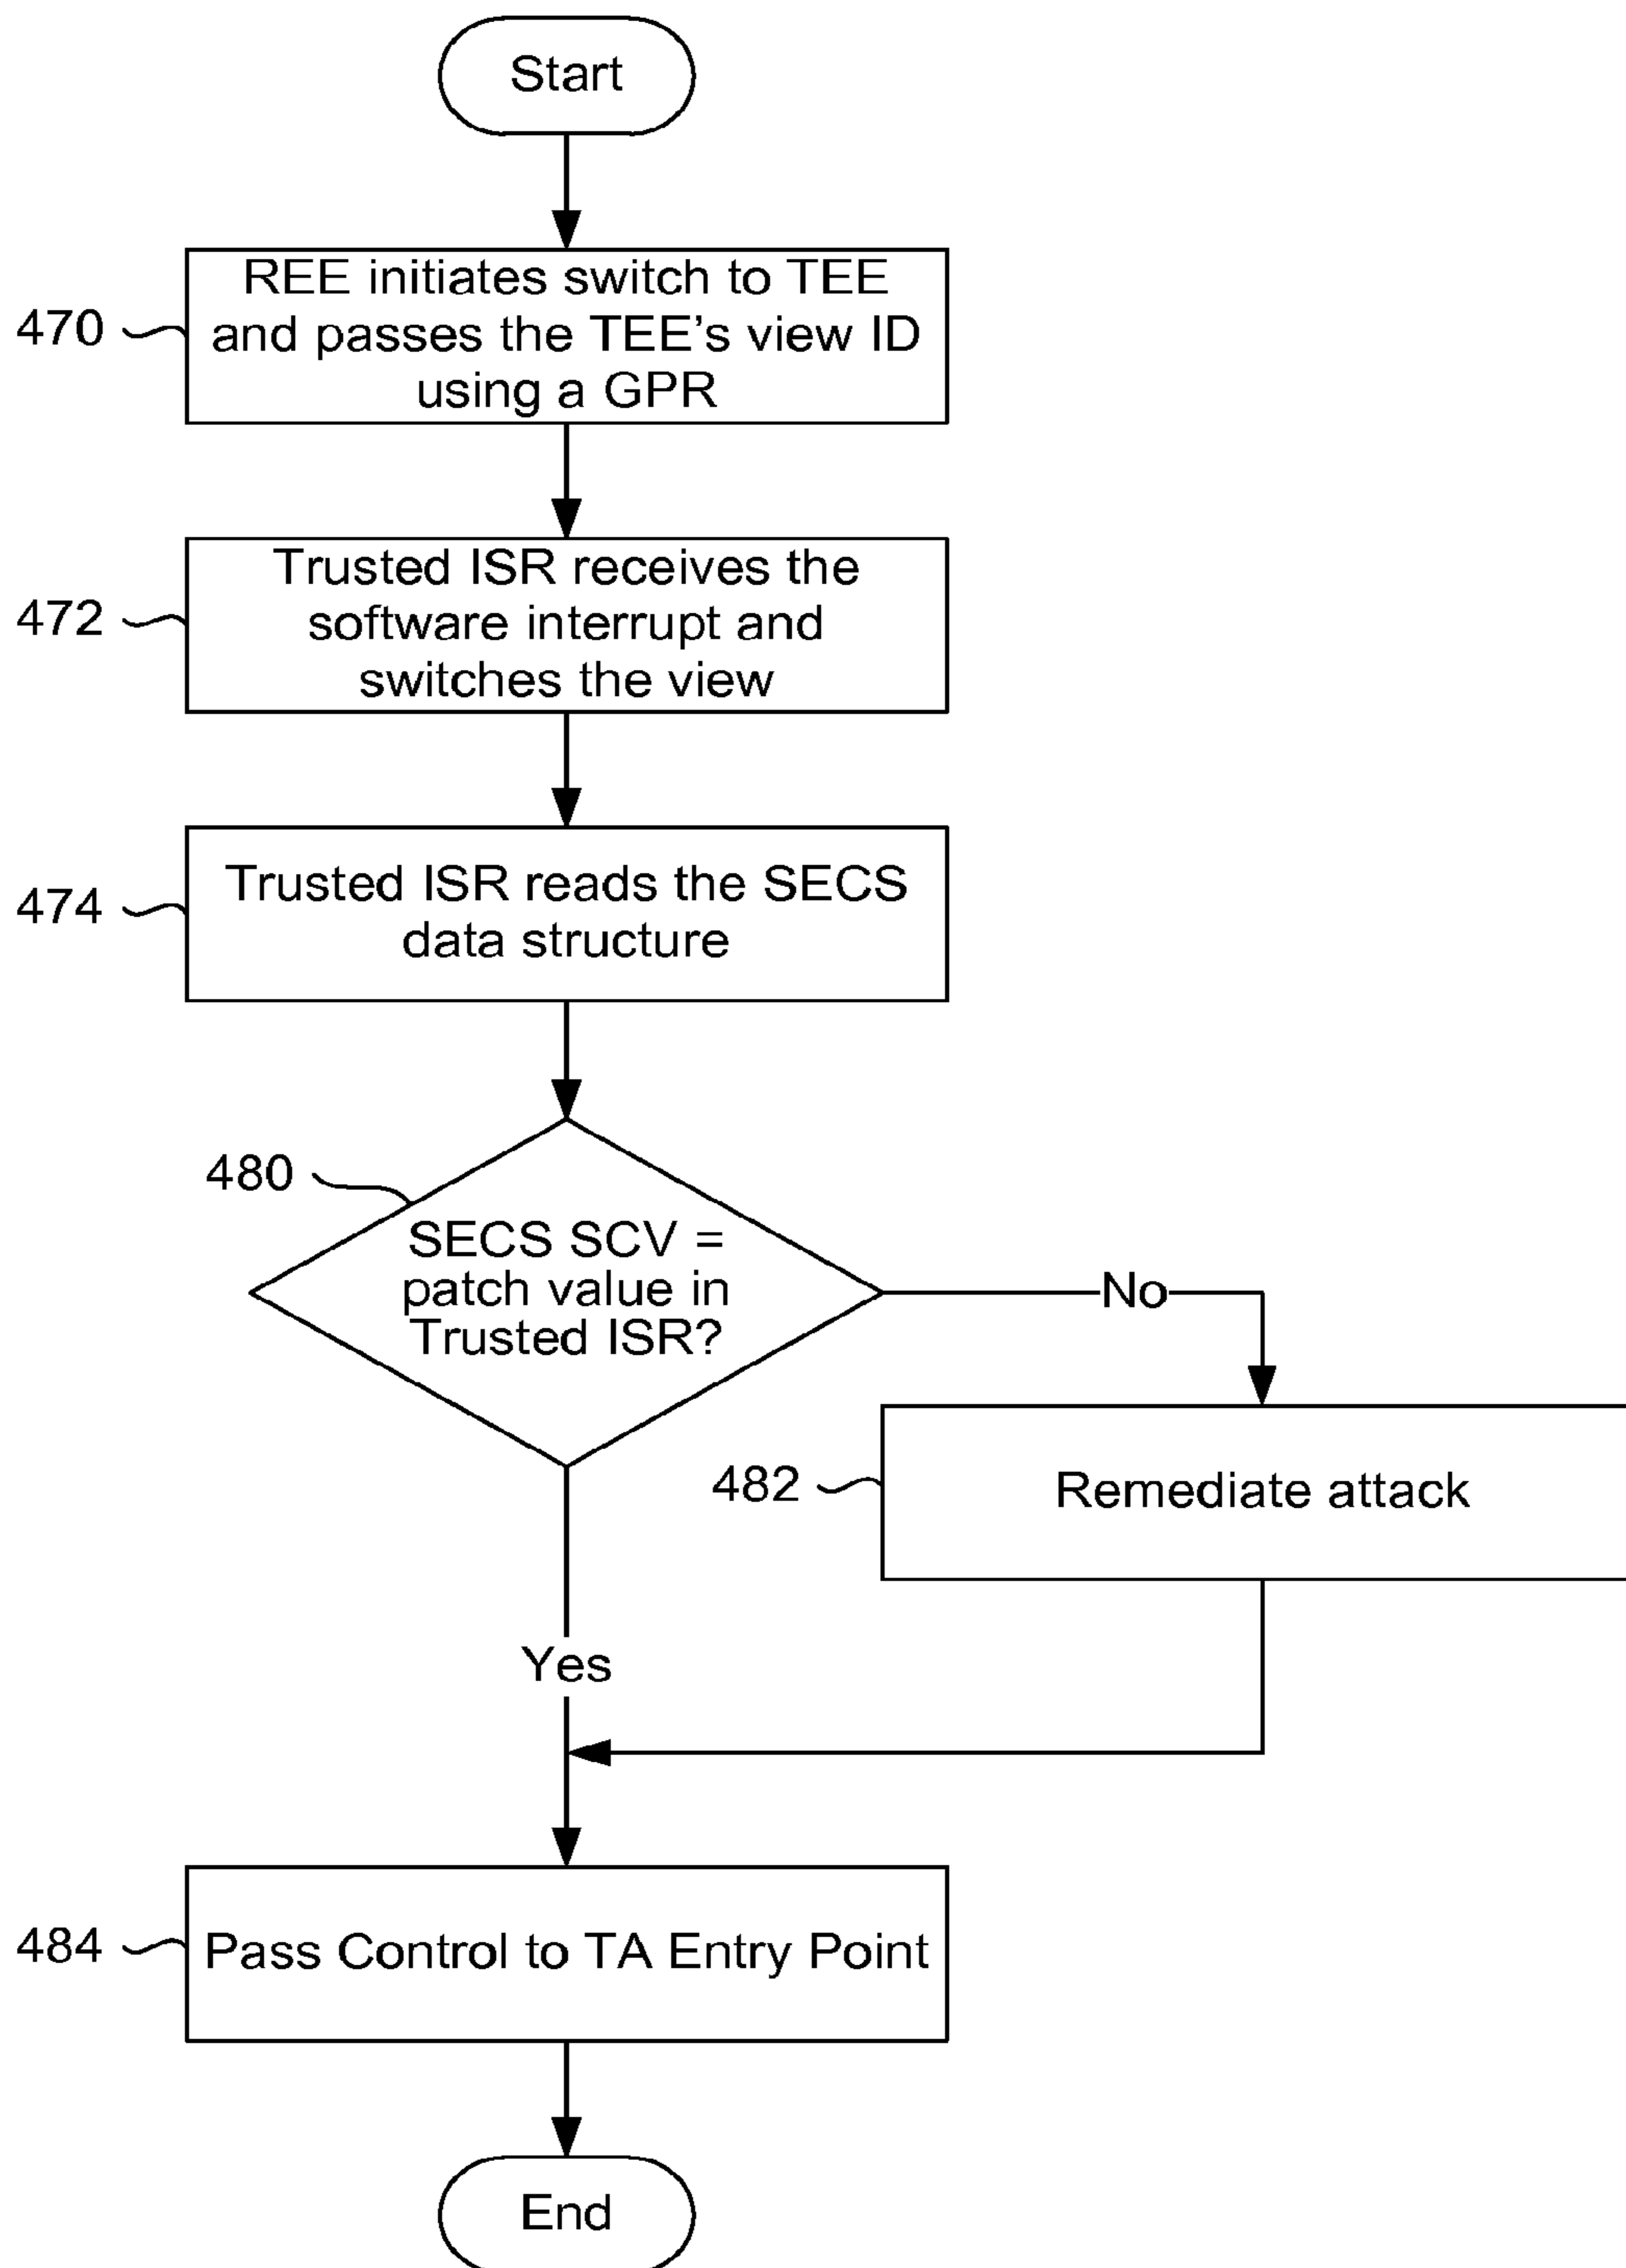 Start
470
REE initiates switch to TEE
and passes the TEE's view ID
using a GPR
472
Trusted ISR receives the
software interrupt and
switches the view
474
Trusted ISR reads the SECS
data structure
480
SECS SCV =
patch value in
Trusted ISR?
No
482
Remediate attack
Yes
484
Pass Control to TA Entry Point
End